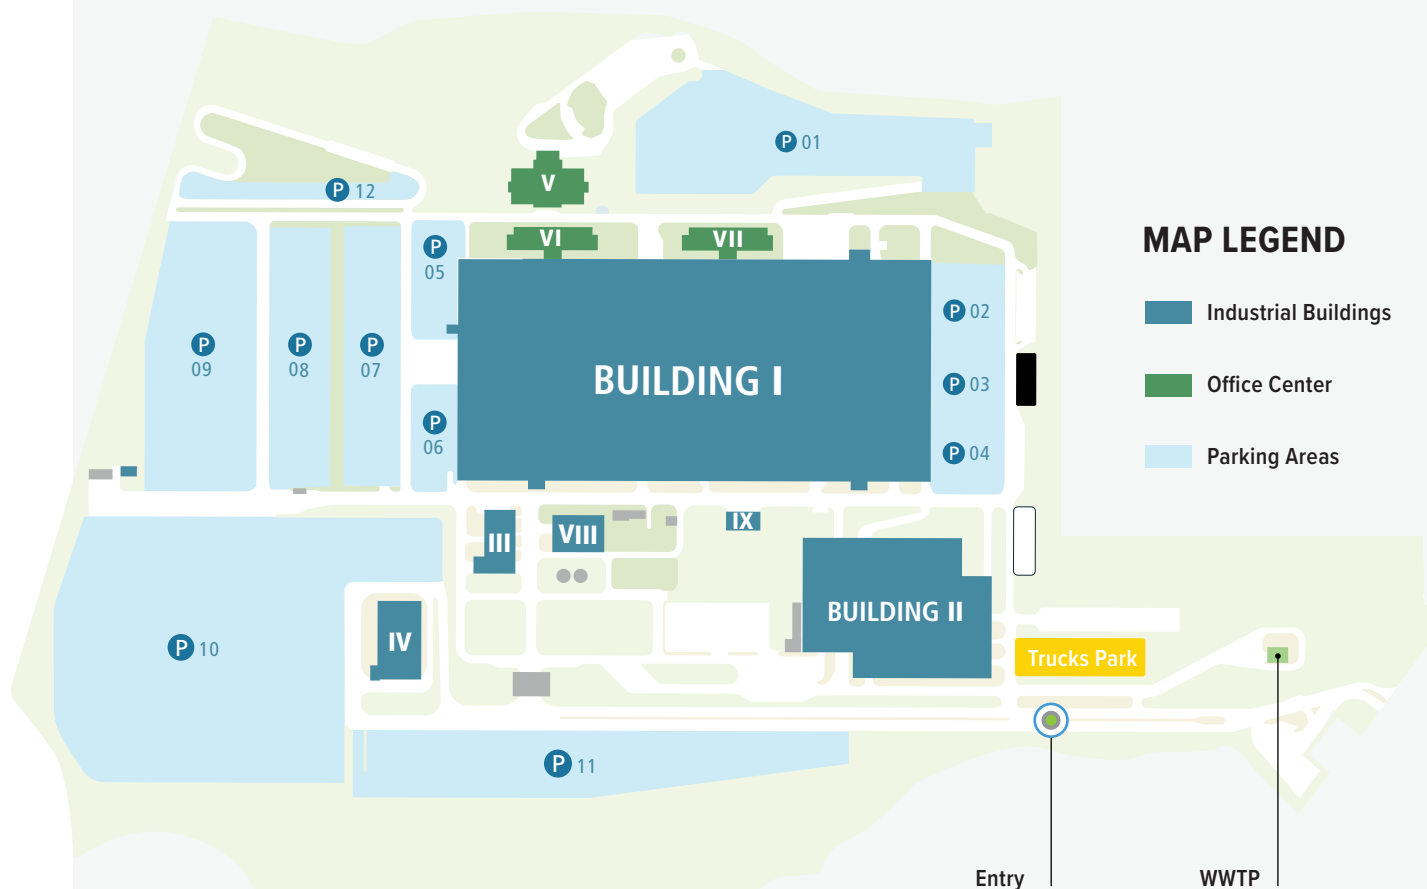 P 01
P 12
V
VI
VII
P
05
MAP LEGEND
P 02
Industrial Buildings
P
09
P
08
P
07
BUILDING I
P 03
Office Center
P
06
P 04
Parking Areas
III
VIII
IX
BUILDING II
IV
P 10
Trucks Park
P 11
Entry
WWTP